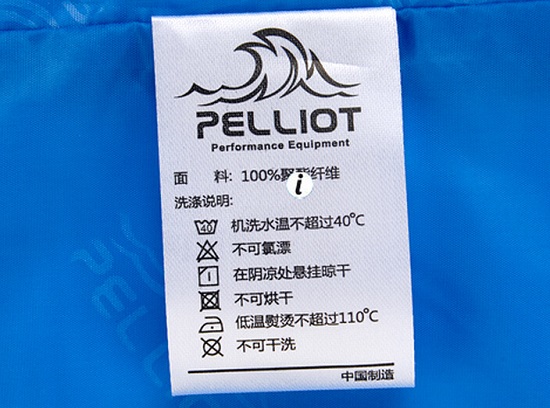 PELLIOT
Performance Equipment
面 料: 100%聚酯纤维
洗涤说明:
40 机洗水温不超过40℃
不可氯漂
在阴凉处悬挂晾干
不可烘干
低温熨烫不超过110℃
不可干洗
中国制造
PELLIOT